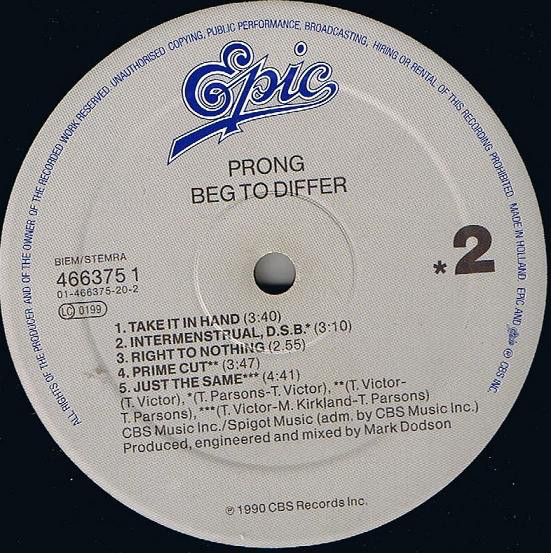 ALL RIGHTS OF THE PRODUCER AND OF THE OWNER OF THE RECORDED WORK RESERVED. UNAUTHORISED COPYING, PUBLIC PERFORMANCE, BROADCASTING, HIRING OR RENTAL OF THIS RECORDING PROHIBITED. MADE IN HOLLAND. EPIC AND Epic ℗ CBS INC.
Epic
PRONG
BEG TO DIFFER
BIEM/STEMRA
466375 1
01-466375-20-2
LC 0199
*2
1. TAKE IT IN HAND (3:40)
2. INTERMENSTRUAL, D.S.B.* (3:10)
3. RIGHT TO NOTHING (2.55)
4. PRIME CUT** (3:47)
5. JUST THE SAME*** (4:41)
(T. Victor), *(T. Parsons-T. Victor), **(T. Victor-
T. Parsons), ***(T. Victor-M. Kirkland-T. Parsons)
CBS Music Inc./Spigot Music (adm. by CBS Music Inc.)
Produced, engineered and mixed by Mark Dodson
℗ 1990 CBS Records Inc.